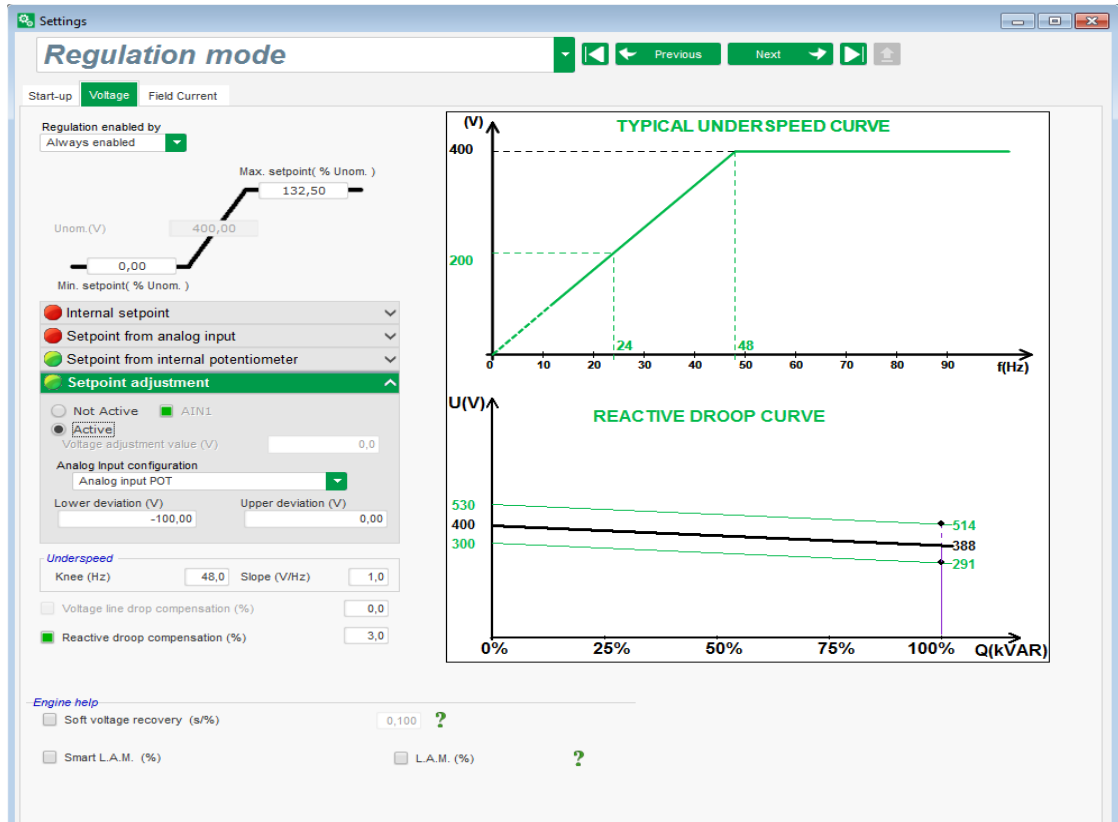 Settings
Regulation mode
Previous
Next
Start-up
Voltage
Field Current
Regulation enabled by
Always enabled
Max. setpoint( % Unom. )
132,50
Unom.(V)
400,00
0,00
Min. setpoint( % Unom. )
Internal setpoint
Setpoint from analog input
Setpoint from internal potentiometer
Setpoint adjustment
Not Active
AIN1
Active
Voltage adjustment value (V)
0,0
Analog Input configuration
Analog input POT
Lower deviation (V)
Upper deviation (V)
-100,00
0,00
Underspeed
Knee (Hz)
48,0
Slope (V/Hz)
1,0
Voltage line drop compensation (%)
0,0
Reactive droop compensation (%)
3,0
(V)
TYPICAL UNDERSPEED CURVE
400
200
24
48
0 10 20 30 40 50 60 70 80 90 f(Hz)
U(V)
REACTIVE DROOP CURVE
530
514
400
388
300
291
0% 25% 50% 75% 100% Q(kVAR)
Engine help
Soft voltage recovery (s/%)
0,100
?
Smart L.A.M. (%)
L.A.M. (%)
?